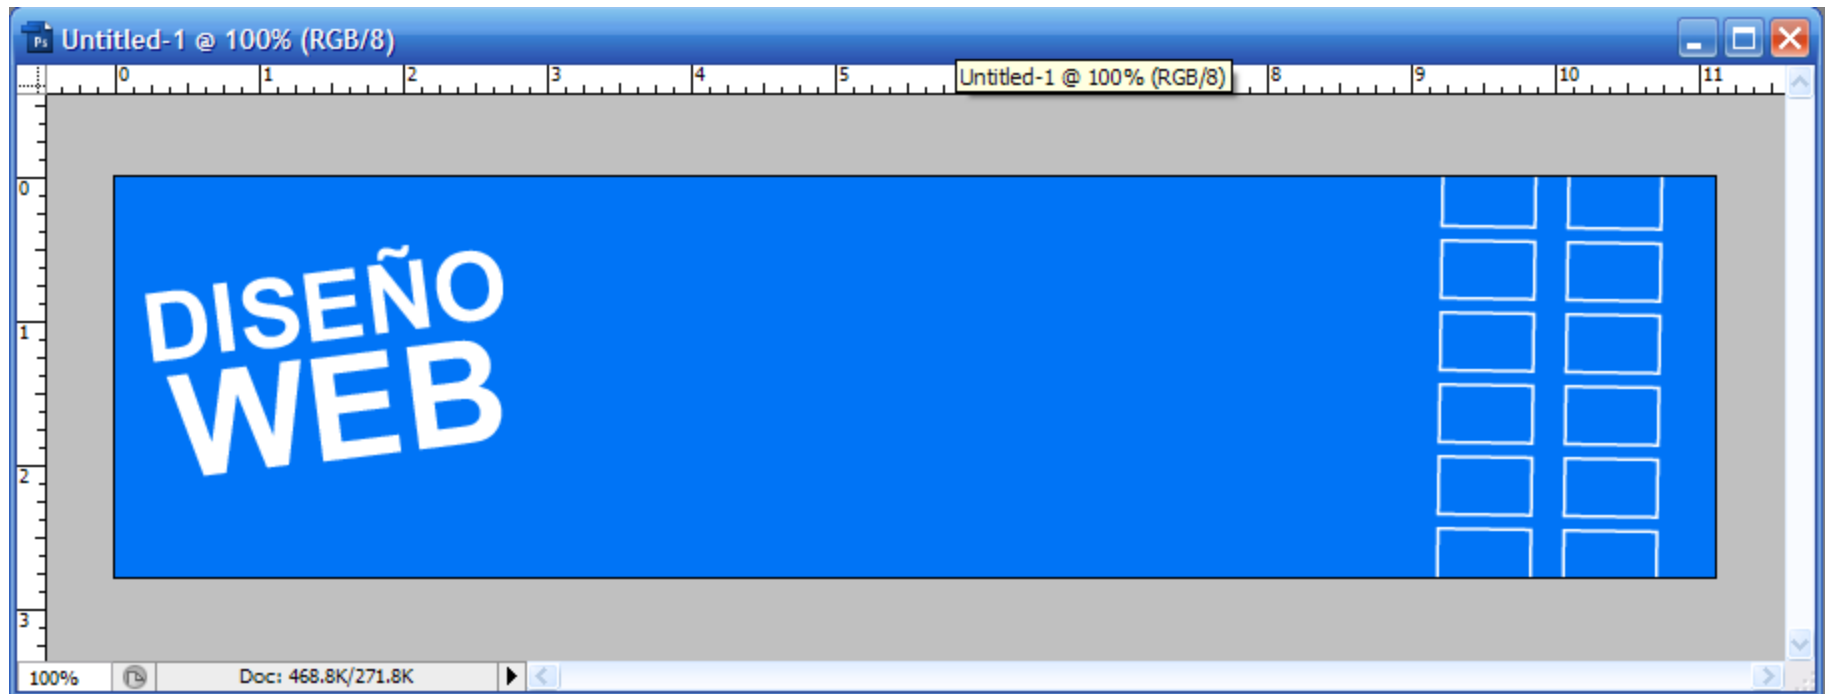 Ps Untitled-1 @ 100% (RGB/8)
0 1 2 3 4 5 8 9 10 11
Untitled-1 @ 100% (RGB/8)
0
DISEÑO
1
WEB
2
3
100% Doc: 468.8K/271.8K